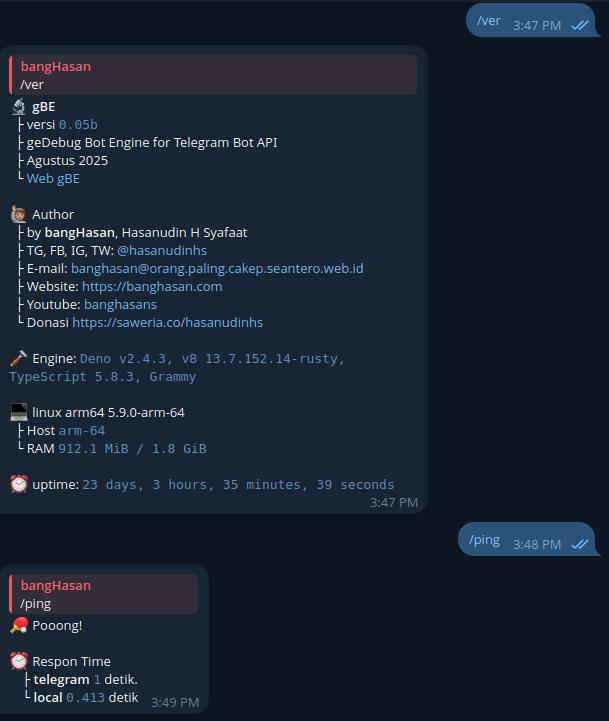 /ver 3:47 PM
bangHasan
/ver
gBE
versi 0.05b
geDebug Bot Engine for Telegram Bot API
Agustus 2025
Web gBE
Author
by bangHasan, Hasanudin H Syafaat
TG, FB, IG, TW: @hasanudinhs
E-mail: banghasan@orang.paling.cakep.seantero.web.id
Website: https://banghasan.com
Youtube: banghasans
Donasi https://saweria.co/hasanudinhs
Engine: Deno v2.4.3, v8 13.7.152.14-rusty,
TypeScript 5.8.3, Grammy
linux arm64 5.9.0-arm-64
Host arm-64
RAM 912.1 MiB / 1.8 GiB
uptime: 23 days, 3 hours, 35 minutes, 39 seconds
3:47 PM
/ping 3:48 PM
bangHasan
/ping
Pooong!
Respon Time
telegram 1 detik.
local 0.413 detik 3:49 PM